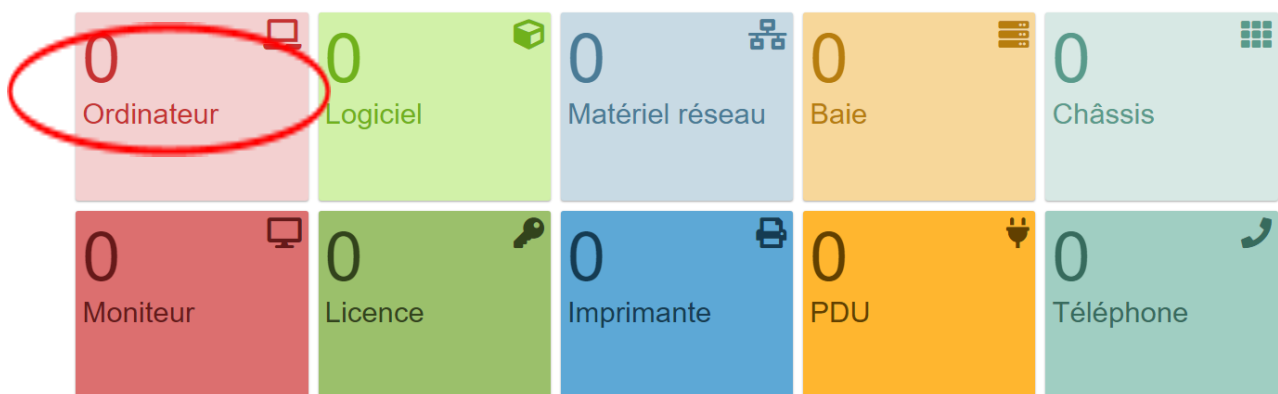 0
Ordinateur
0
Logiciel
0
Matériel réseau
0
Baie
0
Châssis
0
Moniteur
0
Licence
0
Imprimante
0
PDU
0
Téléphone